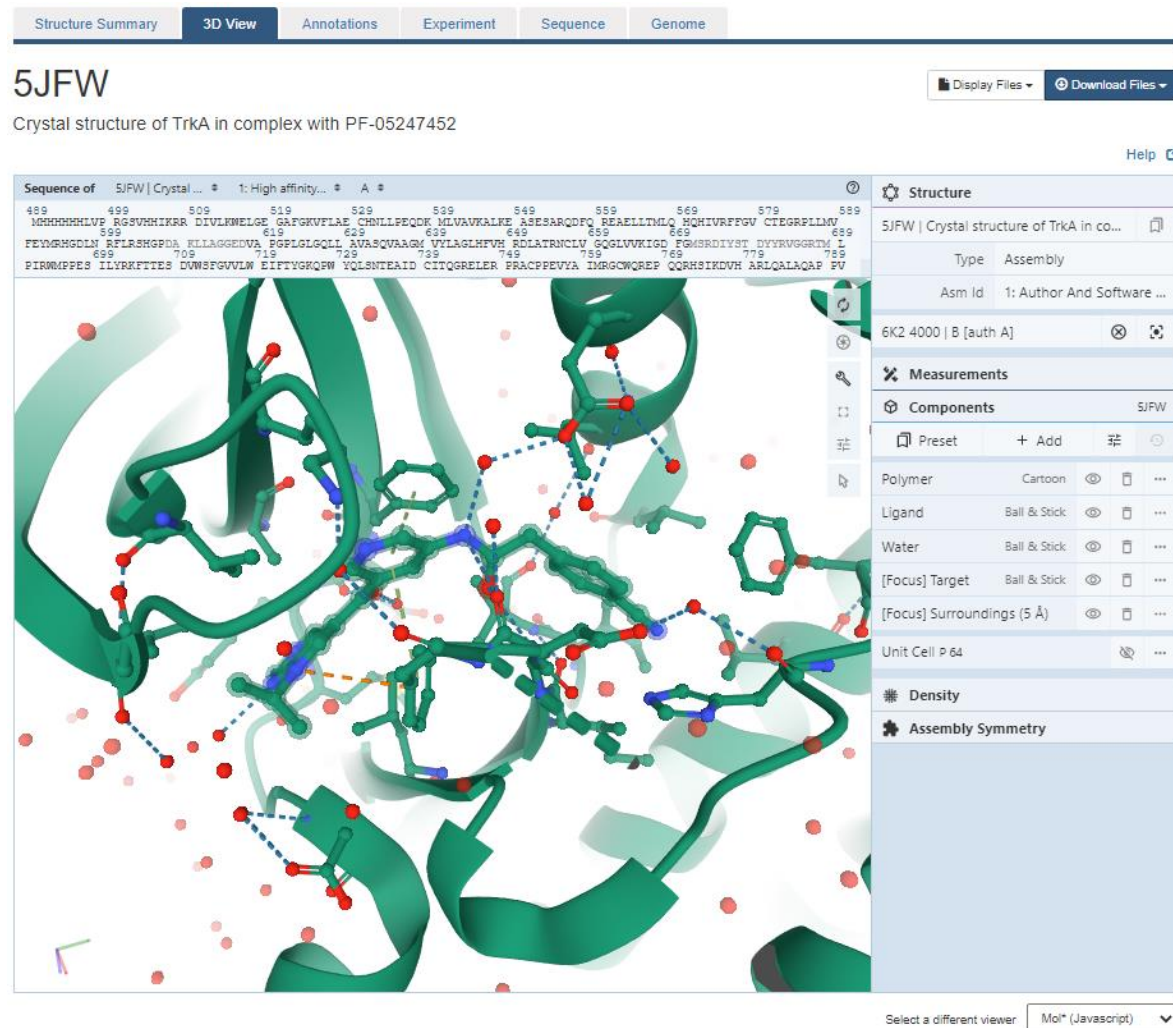 Structure Summary 3D View Annotations Experiment Sequence Genome
5JFW
Display Files Download Files
Crystal structure of TrkA in complex with PF-05247452
Help
Sequence of 5JFW | Crystal ... 1: High affinity... A
489 499 509 519 529 539 549 559 569 579 589
MHHHHHHLVP RGSVHHIKRR DIVLKWELGE GAFGKVFLAE CHNLLPEQDK MLVAVKALKE ASESARQDFQ REAELLTMLQ HQHIVRFFGV CTEGRPLLMV
599 609 619 629 639 649 659 669 679 689
FEYMRHGDLN RFLRSHGPDA KLLAGGEDVA PGPLGLGQLL AVASQVAAGM VYLAGLHFVH RDLATRNCLV GQGLVVKIGD FGMSRDIYST DYYRVGGRTM L
699 709 719 729 739 749 759 769 779 789
PIRWMPPES ILYRKFTTES DVWSFGVVLW EIFTYGKQPW YQLSNTEAID CITQGRELER PRACPPEVYA IMRGCWQREP QQRHSIKDVH ARLQALAQAP PV
Structure
5JFW | Crystal structure of TrkA in co...
Type Assembly
Asm Id 1: Author And Software ...
6K2 4000 | B [auth A]
Measurements
Components 5JFW
Preset + Add
Polymer Cartoon
Ligand Ball & Stick
Water Ball & Stick
[Focus] Target Ball & Stick
[Focus] Surroundings (5 Å)
Unit Cell P 64
Density
Assembly Symmetry
Select a different viewer Mol* (Javascript)